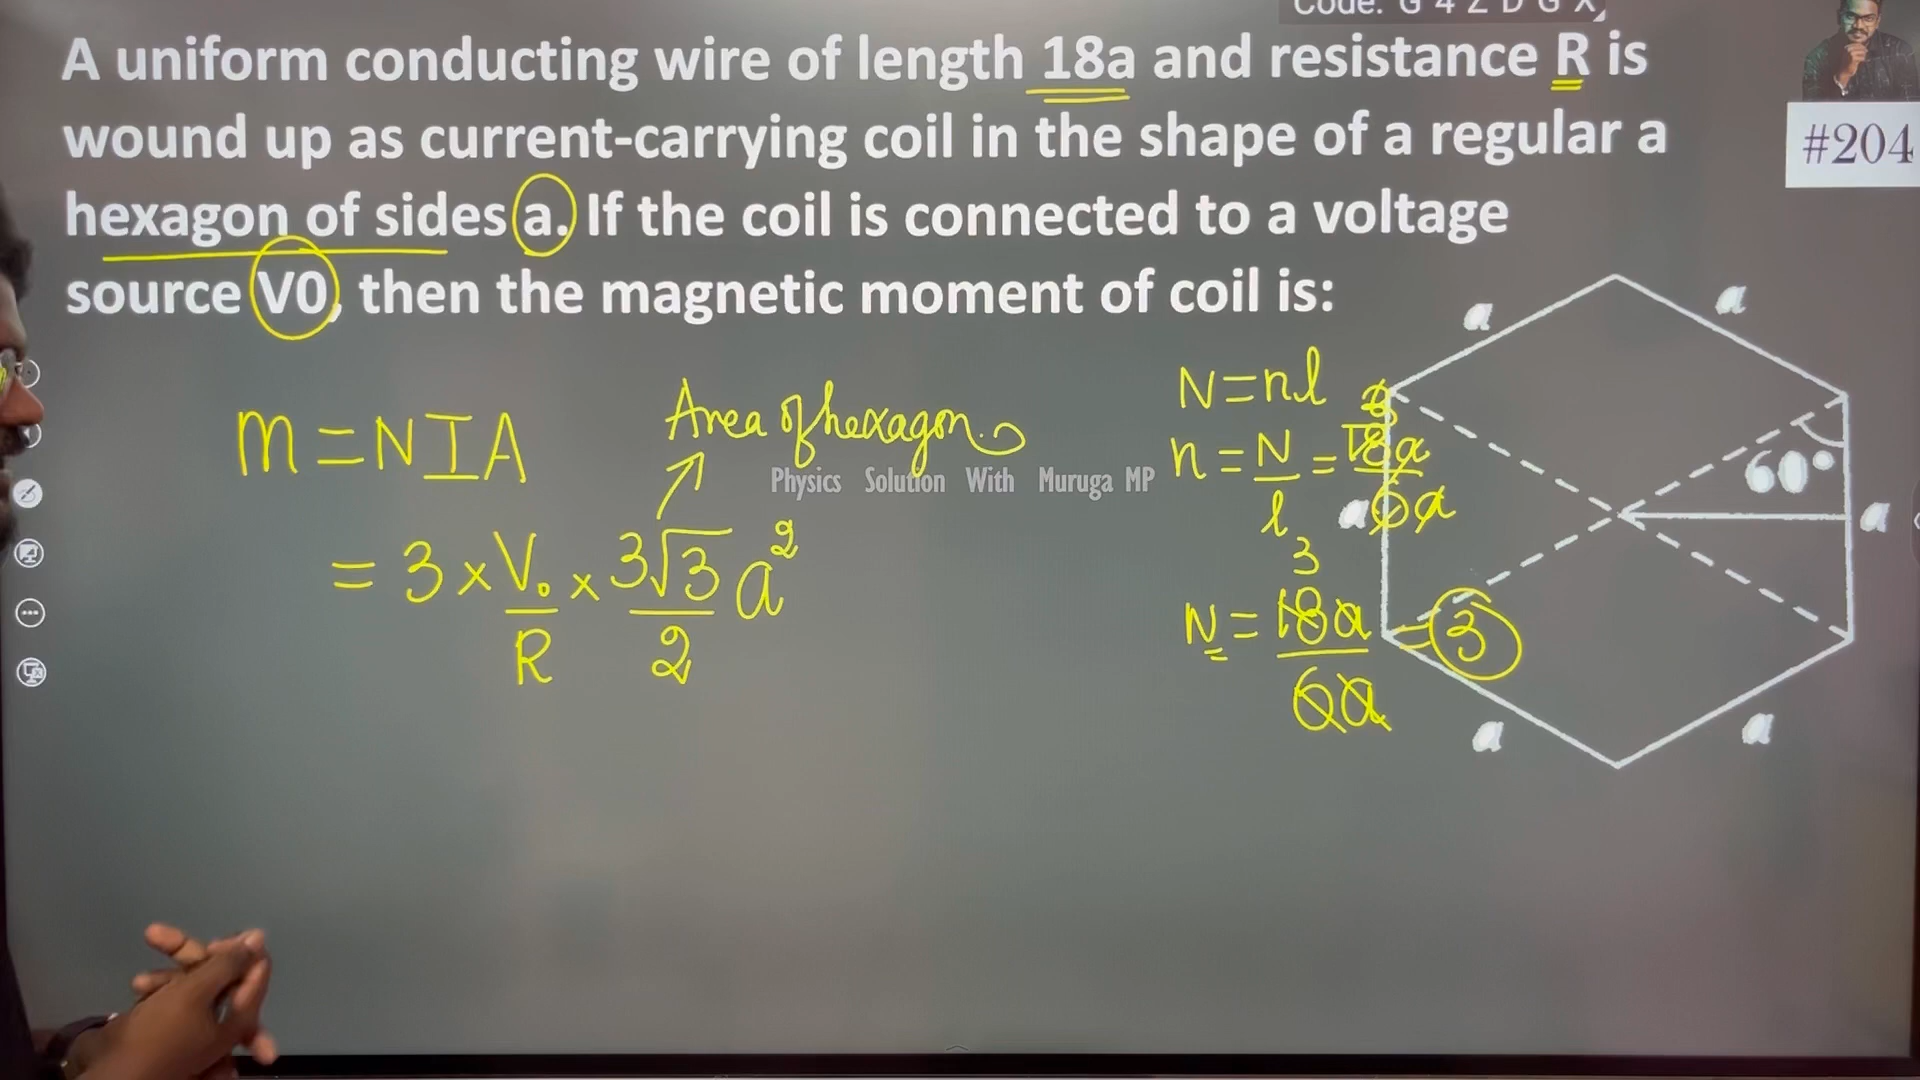 Code: G 4 Z D G X
A uniform conducting wire of length 18a and resistance R is
wound up as current-carrying coil in the shape of a regular a
#204
hexagon of sides a. If the coil is connected to a voltage
source V0, then the magnetic moment of coil is:
m = NIA
Area of hexagon.
Physics Solution With Muruga MP
= 3 × V₀/R × 3√3/2 a²
N = nl
n = N/l = 18a/6a
3
3
N = 18a/6a = 3
a
a
60°
a
a
a
a